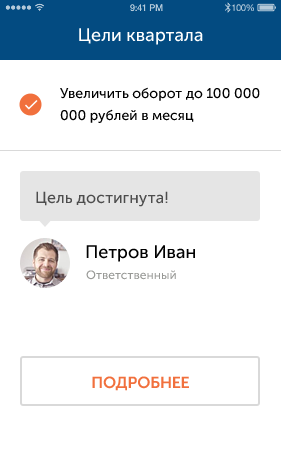 9:41 PM
100%
Цели квартала
Увеличить оборот до 100 000
000 рублей в месяц
Цель достигнута!
Петров Иван
Ответственный
ПОДРОБНЕЕ